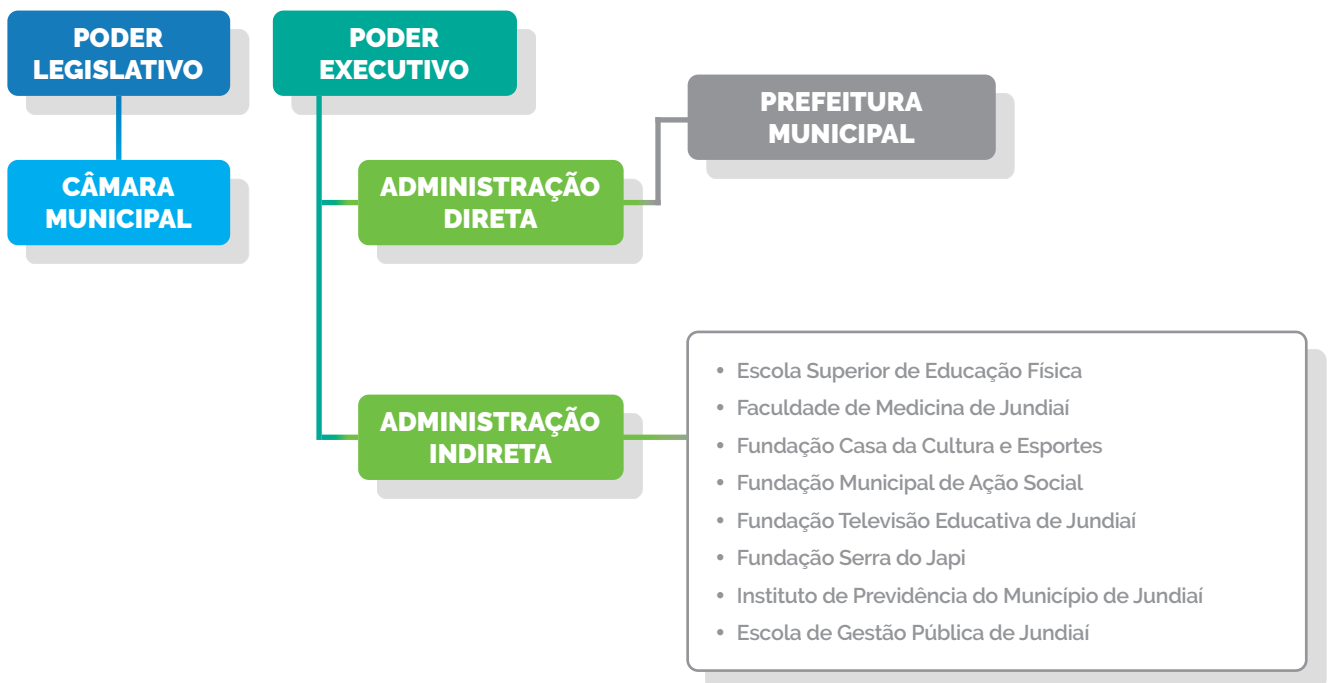 PODER
LEGISLATIVO
CÂMARA
MUNICIPAL
PODER
EXECUTIVO
ADMINISTRAÇÃO
DIRETA
PREFEITURA
MUNICIPAL
ADMINISTRAÇÃO
INDIRETA
• Escola Superior de Educação Física
• Faculdade de Medicina de Jundiaí
• Fundação Casa da Cultura e Esportes
• Fundação Municipal de Ação Social
• Fundação Televisão Educativa de Jundiaí
• Fundação Serra do Japi
• Instituto de Previdência do Município de Jundiaí
• Escola de Gestão Pública de Jundiaí